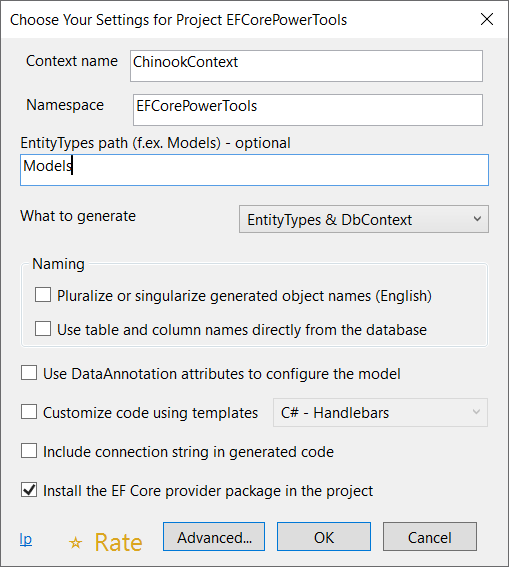 Choose Your Settings for Project EFCorePowerTools
Context name ChinookContext
Namespace EFCorePowerTools
EntityTypes path (f.ex. Models) - optional
Models
What to generate EntityTypes & DbContext
Naming
Pluralize or singularize generated object names (English)
Use table and column names directly from the database
Use DataAnnotation attributes to configure the model
Customize code using templates C# - Handlebars
Include connection string in generated code
Install the EF Core provider package in the project
lp Rate Advanced... OK Cancel